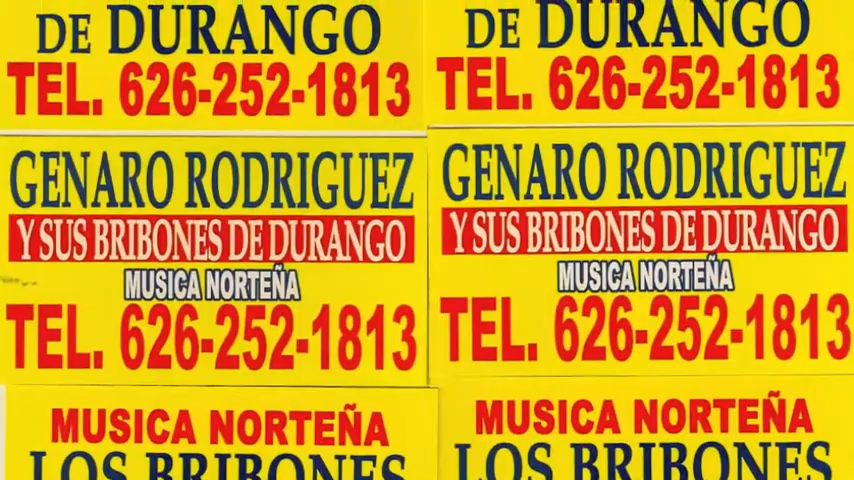 DE DURANGO
TEL. 626-252-1813
DE DURANGO
TEL. 626-252-1813
GENARO RODRIGUEZ
Y SUS BRIBONES DE DURANGO
MUSICA NORTEÑA
TEL. 626-252-1813
GENARO RODRIGUEZ
Y SUS BRIBONES DE DURANGO
MUSICA NORTEÑA
TEL. 626-252-1813
MUSICA NORTEÑA
LOS BRIBONES
MUSICA NORTEÑA
LOS BRIBONES